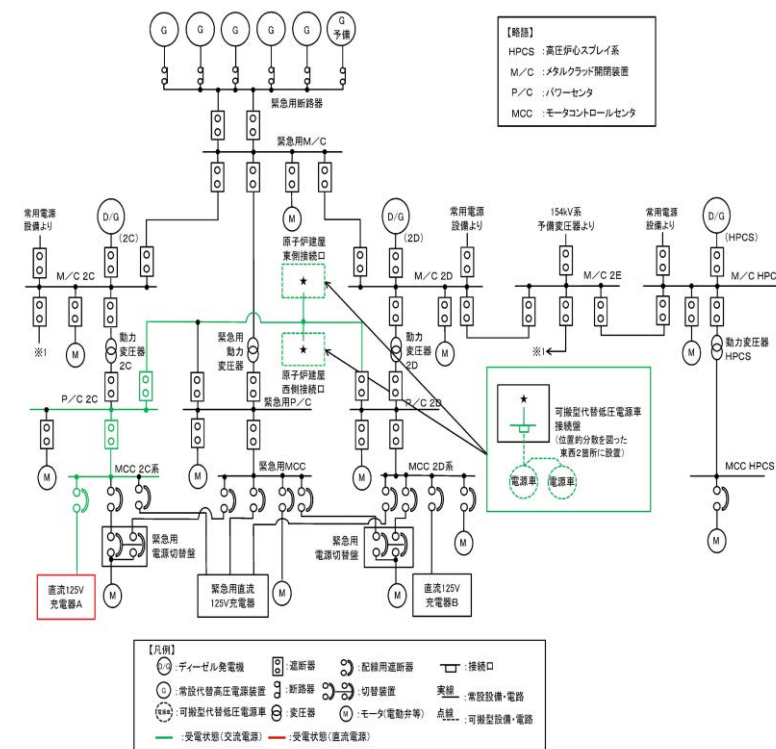 G
G
G
G
G
G
予備
【略語】
HPCS :高圧炉心スプレイ系
M/C :メタルクラッド開閉装置
P/C :パワーセンタ
MCC :モータコントロールセンタ
緊急用断路器
緊急用M/C
常用電源
設備より
D/G
(2C)
M
D/G
(2D)
常用電源
設備より
154kV系
予備変圧器より
常用電源
設備より
D/G
(HPCS)
原子炉建屋
東側接続口
★
M/C 2C
M/C 2D
M/C 2E
M/C HPC
※1
M
動力
変圧器
2C
緊急用
動力
変圧器
★
原子炉建屋
西側接続口
動力
変圧器
2D
M
※1
M
動力変圧器
HPCS
P/C 2C
緊急用P/C
P/C 2D
★
可搬型代替低圧電源車
接続盤
(位置的分散を図った
東西2箇所に設置)
電源車
電源車
M
MCC 2C系
M
緊急用MCC
M
MCC 2D系
MCC HPCS
緊急用
電源切替盤
緊急用
電源切替盤
M
M
直流125V
充電器A
M
緊急用直流
125V充電器
M
M
直流125V
充電器B
【凡例】
D/G :ディーゼル発電機
:遮断器
:配線用遮断器
:接続口
G :常設代替高圧電源装置
:断路器
:切替装置
実線 :常設設備・電路
電源車 :可搬型代替低圧電源車
:変圧器
M :モータ(電動弁等)
点線 :可搬型設備・電路
:受電状態(交流電源)
:受電状態(直流電源)